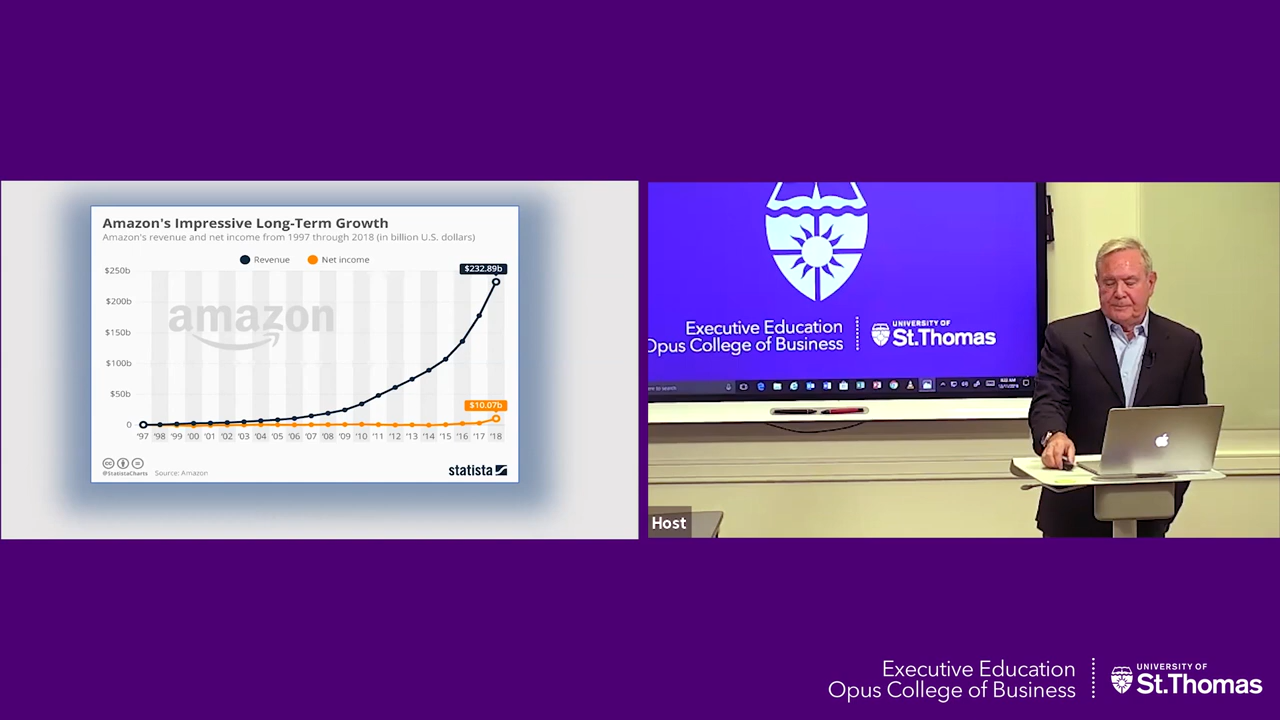 Amazon's Impressive Long-Term Growth
Amazon's revenue and net income from 1997 through 2018 (in billion U.S. dollars)
Revenue Net income
$232.89b
$250b
$200b
$150b
$100b
$50b
0
amazon
$10.07b
'97 '98 '99 '00 '01 '02 '03 '04 '05 '06 '07 '08 '09 '10 '11 '12 '13 '14 '15 '16 '17 '18
@StatistaCharts Source: Amazon
statista
Executive Education
Opus College of Business
UNIVERSITY OF
St.Thomas
Host
Executive Education
Opus College of Business
UNIVERSITY OF
St.Thomas